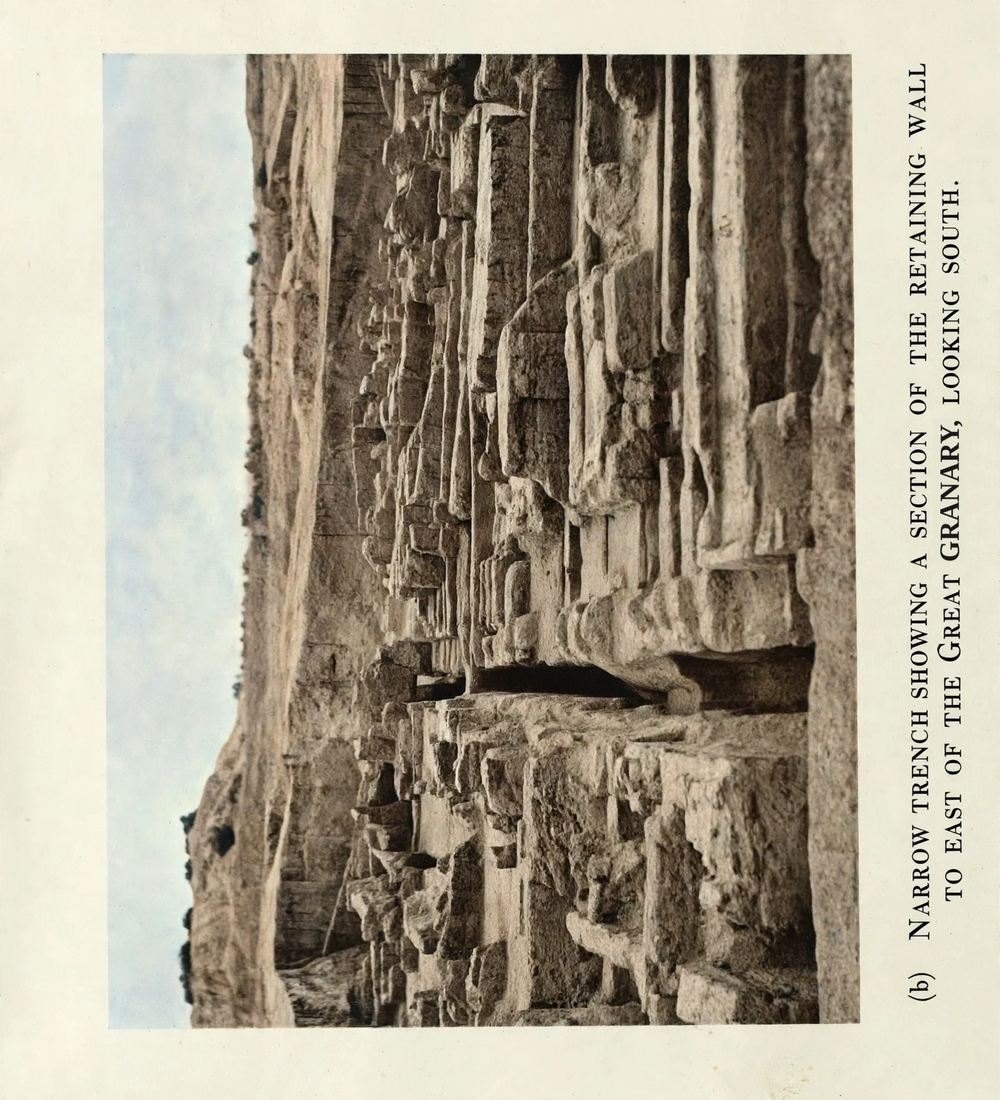 (b) NARROW TRENCH SHOWING A SECTION OF THE RETAINING WALL
TO EAST OF THE GREAT GRANARY, LOOKING SOUTH.